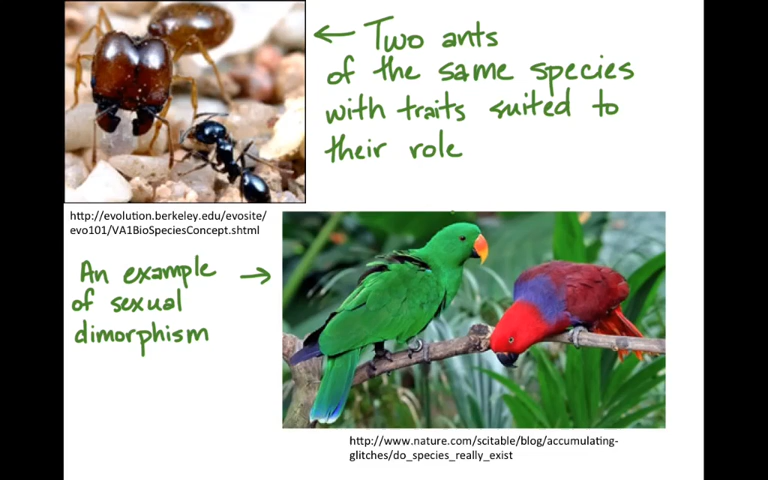 Two ants
of the same species
with traits suited to
their role
http://evolution.berkeley.edu/evosite/
evo101/VA1BioSpeciesConcept.shtml
An example
of sexual
dimorphism
http://www.nature.com/scitable/blog/accumulating-
glitches/do_species_really_exist